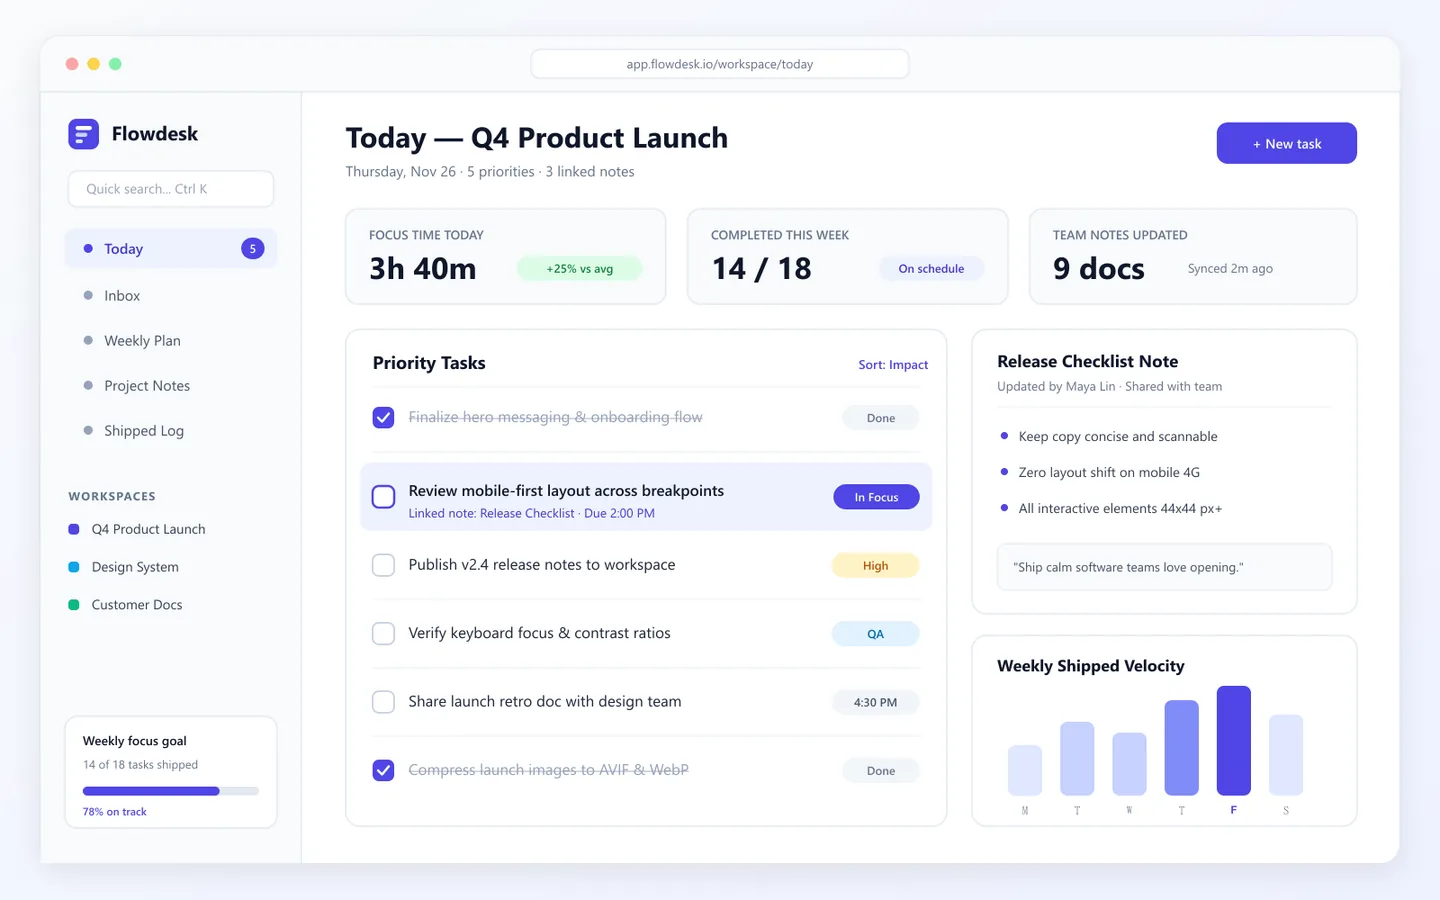 app.flowdesk.io/workspace/today
Flowdesk
Quick search... Ctrl K
Today 5
Inbox
Weekly Plan
Project Notes
Shipped Log
WORKSPACES
Q4 Product Launch
Design System
Customer Docs
Weekly focus goal
14 of 18 tasks shipped
78% on track
Today — Q4 Product Launch
Thursday, Nov 26 · 5 priorities · 3 linked notes
+ New task
FOCUS TIME TODAY
3h 40m +25% vs avg
COMPLETED THIS WEEK
14 / 18 On schedule
TEAM NOTES UPDATED
9 docs Synced 2m ago
Priority Tasks Sort: Impact
Finalize hero messaging & onboarding flow Done
Review mobile-first layout across breakpoints In Focus
Linked note: Release Checklist · Due 2:00 PM
Publish v2.4 release notes to workspace High
Verify keyboard focus & contrast ratios QA
Share launch retro doc with design team 4:30 PM
Compress launch images to AVIF & WebP Done
Release Checklist Note
Updated by Maya Lin · Shared with team
Keep copy concise and scannable
Zero layout shift on mobile 4G
All interactive elements 44x44 px+
"Ship calm software teams love opening."
Weekly Shipped Velocity
M T W T F S